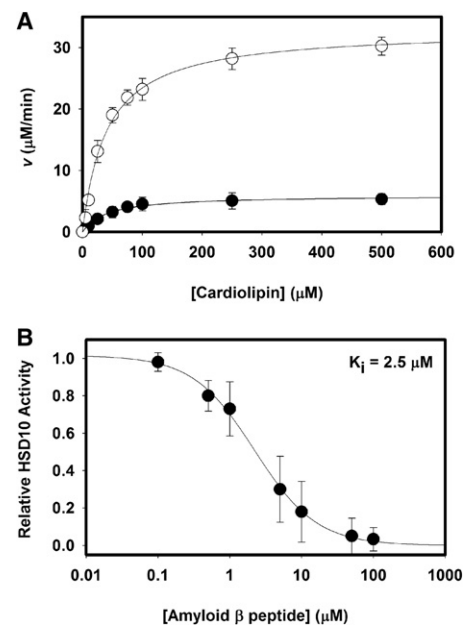 A
30
20
10
0
v (µM/min)
0 100 200 300 400 500 600
[Cardiolipin] (µM)
B
Kᵢ = 2.5 µM
1.0
0.8
0.6
0.4
0.2
0.0
Relative HSD10 Activity
0.01 0.1 1 10 100 1000
[Amyloid β peptide] (µM)